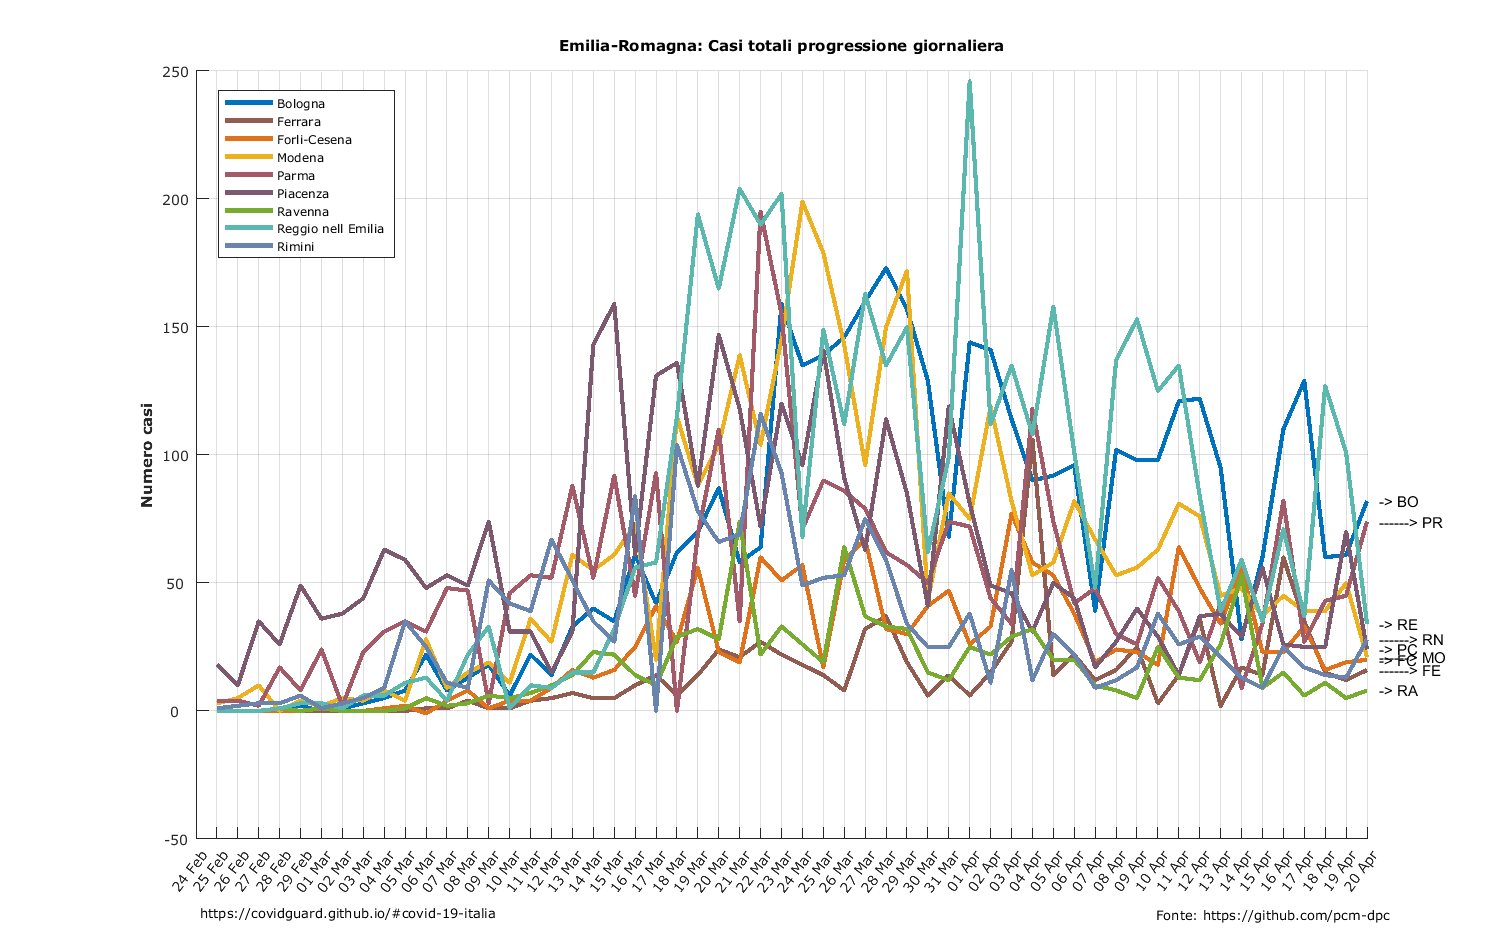 Emilia-Romagna: Casi totali progressione giornaliera
250
200
150
100
50
0
-50
Numero casi
Bologna
Ferrara
Forli-Cesena
Modena
Parma
Piacenza
Ravenna
Reggio nell Emilia
Rimini
-> BO
------> PR
-> RE
------> RN
-> PC
------> MO
-> FC
------> FE
-> RA
24 Feb
25 Feb
26 Feb
27 Feb
28 Feb
29 Feb
01 Mar
02 Mar
03 Mar
04 Mar
05 Mar
06 Mar
07 Mar
08 Mar
09 Mar
10 Mar
11 Mar
12 Mar
13 Mar
14 Mar
15 Mar
16 Mar
17 Mar
18 Mar
19 Mar
20 Mar
21 Mar
22 Mar
23 Mar
24 Mar
25 Mar
26 Mar
27 Mar
28 Mar
29 Mar
30 Mar
31 Mar
01 Apr
02 Apr
03 Apr
04 Apr
05 Apr
06 Apr
07 Apr
08 Apr
09 Apr
10 Apr
11 Apr
12 Apr
13 Apr
14 Apr
15 Apr
16 Apr
17 Apr
18 Apr
19 Apr
20 Apr
https://covidguard.github.io/#covid-19-italia
Fonte: https://github.com/pcm-dpc